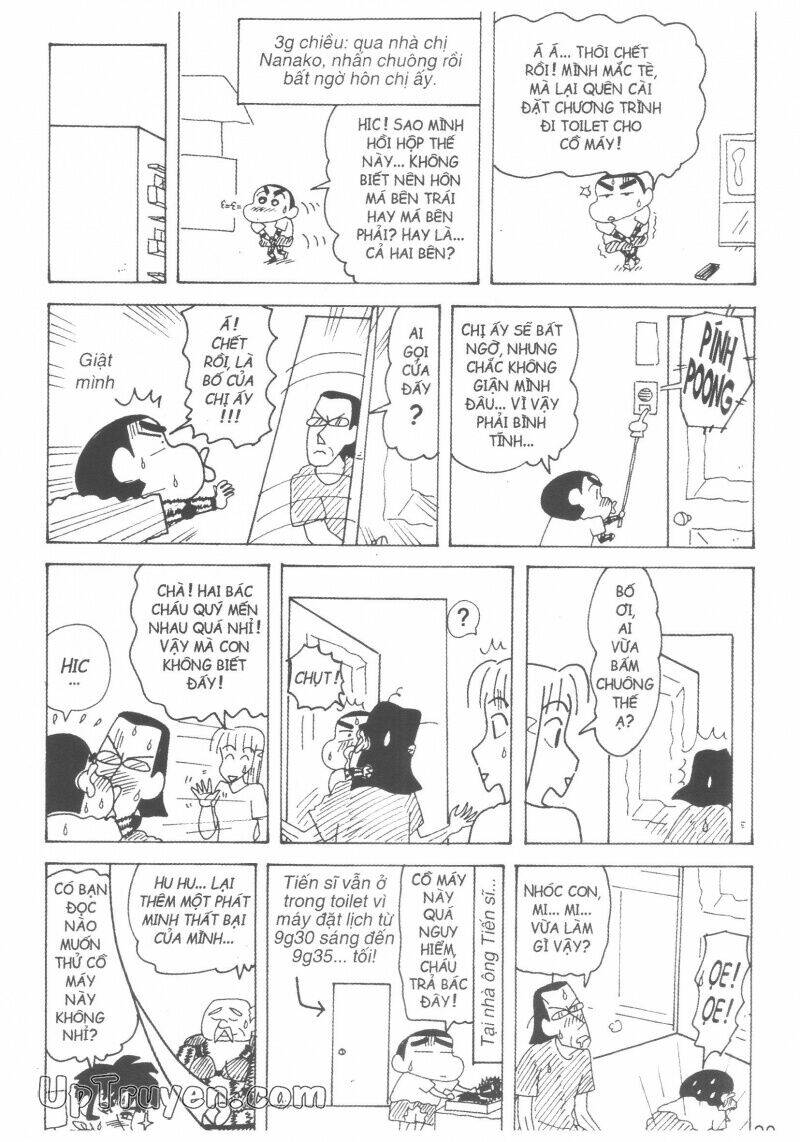 Á Á... THÔI CHẾT
RỒI! MÌNH MẮC TÈ,
MÀ LẠI QUÊN CÀI
ĐẶT CHƯƠNG TRÌNH
ĐI TOILET CHO
CỖ MÁY!
3g chiều: qua nhà chị
Nanako, nhấn chuông rồi
bất ngờ hôn chị ấy.
HIC! SAO MÌNH
HỒI HỘP THẾ
NÀY... KHÔNG
BIẾT NÊN HÔN
MÁ BÊN TRÁI
HAY MÁ BÊN
PHẢI? HAY LÀ...
CẢ HAI BÊN?
PÍNH
POONG
CHỊ ẤY SẼ BẤT
NGỜ, NHƯNG
CHẮC KHÔNG
GIẬN MÌNH
ĐÂU... VÌ VẬY
PHẢI BÌNH
TĨNH...
AI
GỌI
CỬA
ĐẤY
?
Á!
CHẾT
RỒI, LÀ
BỐ CỦA
CHỊ ẤY
!!!
Giật
mình
BỐ
ƠI,
AI
VỪA
BẤM
CHUÔNG
THẾ
Ạ?
?
CHỤT!
CHÀ! HAI BÁC
CHÁU QUÝ MẾN
NHAU QUÁ NHỈ!
VẬY MÀ CON
KHÔNG BIẾT
ĐẤY!
HIC
...
NHÓC CON,
MI... MI...
VỪA LÀM
GÌ VẬY?
ỌE!
ỌE!
Tại nhà ông Tiến sĩ...
CỖ MÁY
NÀY
QUÁ
NGUY
HIỂM,
CHÁU
TRẢ BÁC
ĐÂY!
Tiến sĩ vẫn ở
trong toilet vì
máy đặt lịch từ
9g30 sáng đến
9g35... tối!
HU HU... LẠI
THÊM MỘT PHÁT
MINH THẤT BẠI
CỦA MÌNH...
CÓ BẠN
ĐỌC
NÀO
MUỐN
THỬ CỖ
MÁY
NÀY
KHÔNG
NHỈ?
UpTruyen.com